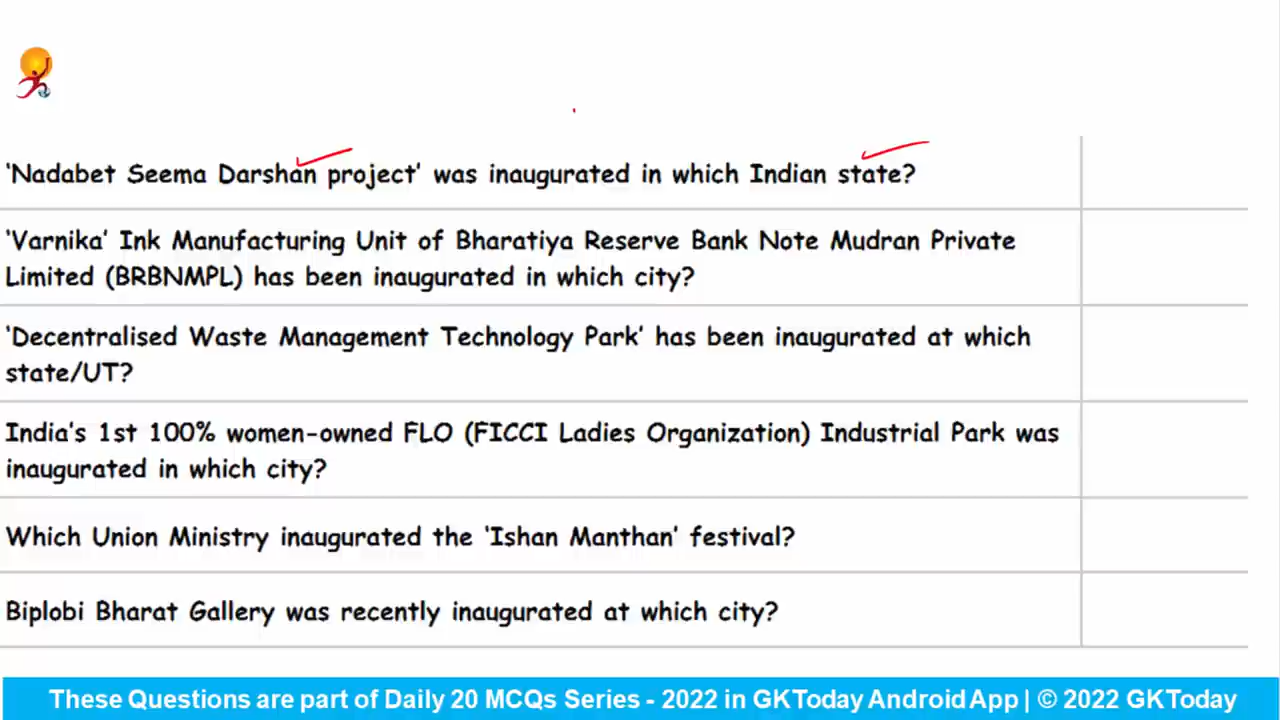 ‘Nadabet Seema Darshan project’ was inaugurated in which Indian state?
‘Varnika’ Ink Manufacturing Unit of Bharatiya Reserve Bank Note Mudran Private
Limited (BRBNMPL) has been inaugurated in which city?
‘Decentralised Waste Management Technology Park’ has been inaugurated at which
state/UT?
India’s 1st 100% women-owned FLO (FICCI Ladies Organization) Industrial Park was
inaugurated in which city?
Which Union Ministry inaugurated the ‘Ishan Manthan’ festival?
Biplobi Bharat Gallery was recently inaugurated at which city?
These Questions are part of Daily 20 MCQs Series - 2022 in GKToday Android App | © 2022 GKToday